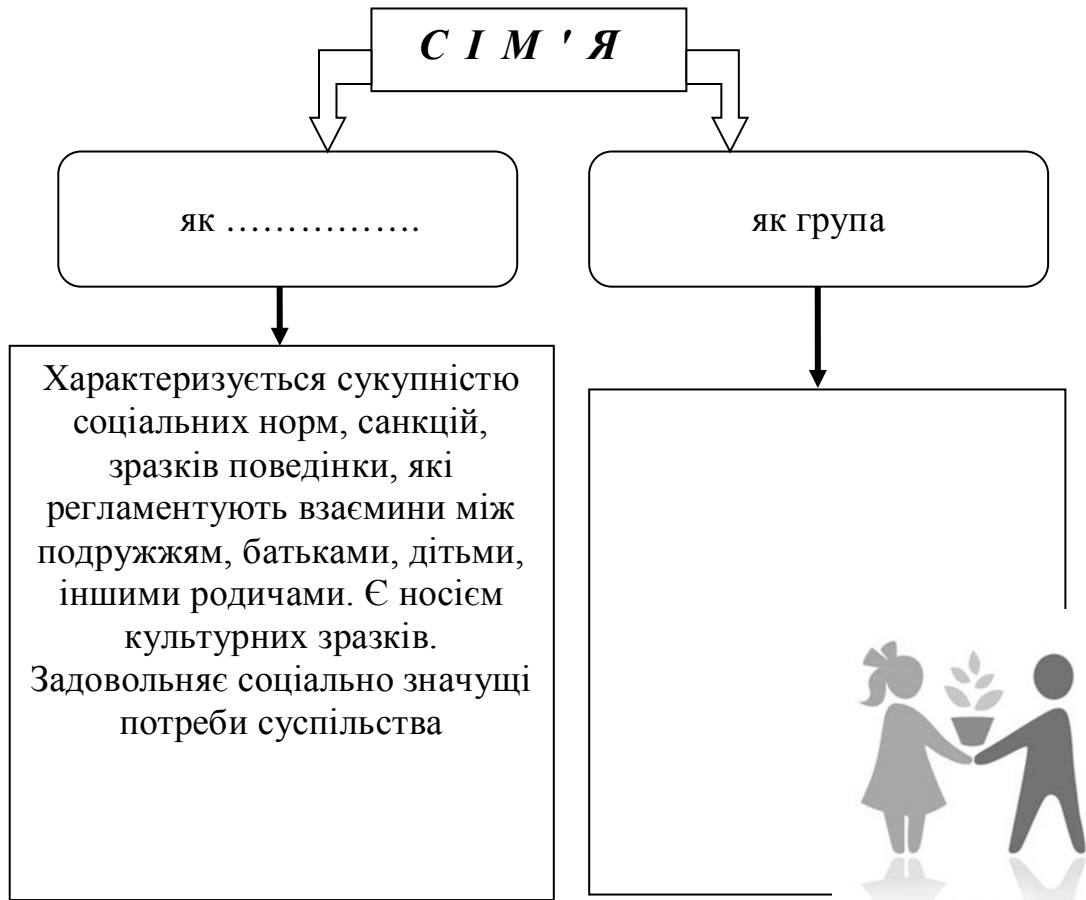 С І М ' Я
як …………….
як група
Характеризується сукупністю
соціальних норм, санкцій,
зразків поведінки, які
регламентують взаємини між
подружжям, батьками, дітьми,
іншими родичами. Є носієм
культурних зразків.
Задовольняє соціально значущі
потреби суспільства